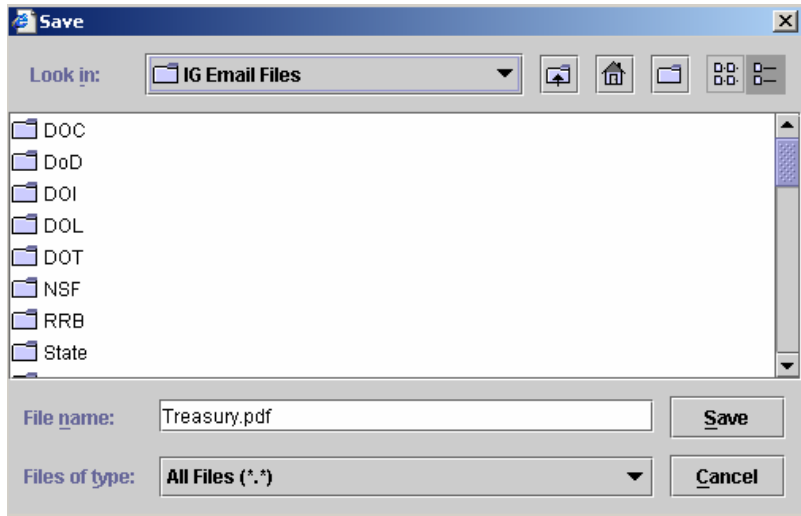 Save
Look in: IG Email Files
DOC
DoD
DOI
DOL
DOT
NSF
RRB
State
File name: Treasury.pdf Save
Files of type: All Files (*.*) Cancel